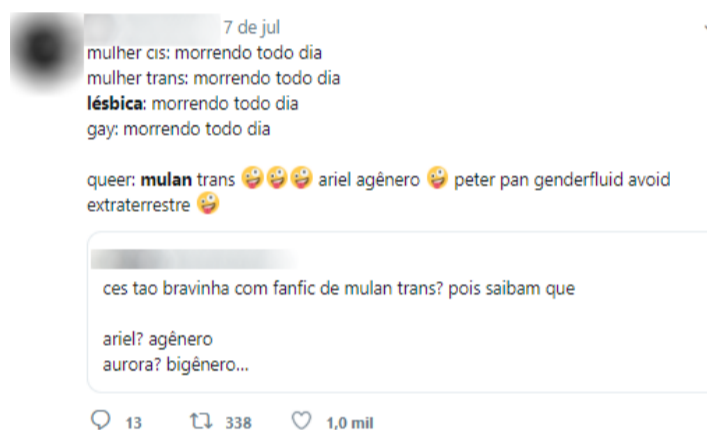 7 de jul
mulher cis: morrendo todo dia
mulher trans: morrendo todo dia
lésbica: morrendo todo dia
gay: morrendo todo dia
queer: mulan trans 🤪🤪🤪 ariel agênero 🤪 peter pan genderfluid avoid
extraterrestre 🤪
ces tao bravinha com fanfic de mulan trans? pois saibam que
ariel? agênero
aurora? bigênero...
13 338 1,0 mil